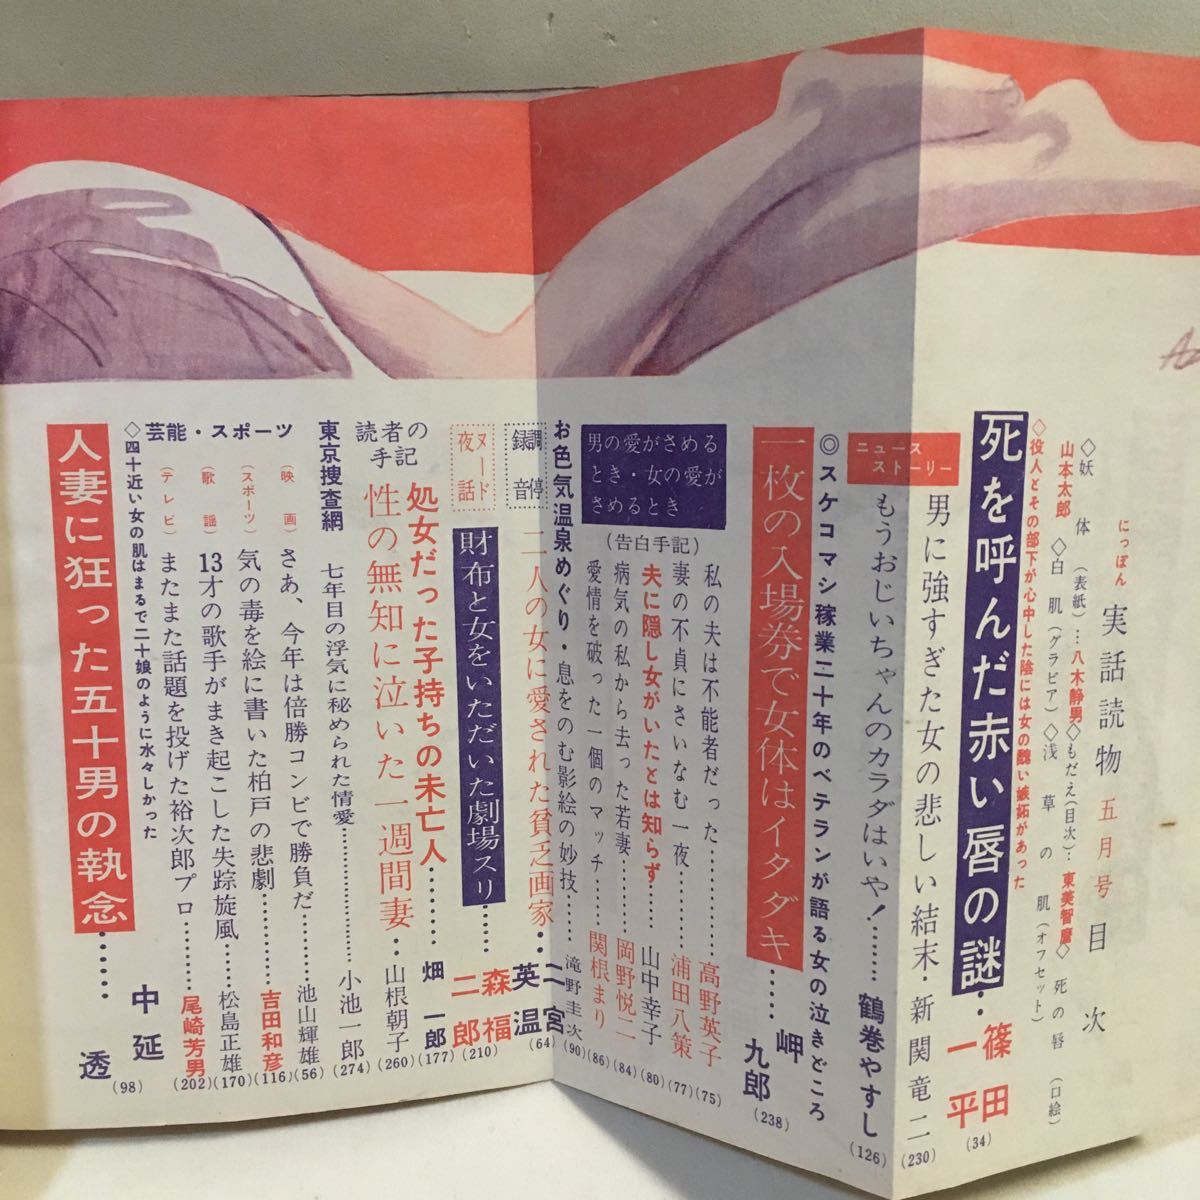 にっぽん 実話読物 五月号 目次
◇妖体(表紙)…八木静男◇もだえ(目次)…東美智磨◇死の唇(口絵)
山本太郎◇白肌(グラビア)◇浅草の肌(オフセット)
◇役人とその部下が心中した陰には女の醜い嫉妬があった
死を呼んだ赤い唇の謎‥篠田一平(34)
男に強すぎた女の悲しい結末‥新関竜二(230)
ニュースストーリー
もうおじいちゃんのカラダはいや!……鶴巻やすし(126)
◎スケコマシ稼業二十年のベテランが語る女の泣きどころ
一枚の入場券で女体はイタダキ……岬九郎(238)
男の愛がさめるとき・女の愛がさめるとき
(告白手記)
私の夫は不能者だった……高野英子(75)
妻の不貞にさいなむ一夜……浦田八策(77)
夫に隠し女がいたとは知らず……山中幸子(80)
病気の私から去った若妻……岡野悦二(84)
愛情を破った一個のマッチ……関根まり(86)
お色気温泉めぐり・息をのむ影絵の妙技……滝野圭次(90)
調停録音
二人の女に愛された貧乏画家‥二宮英温(64)
ヌード夜話
財布と女をいただいた劇場スリ……森福二郎(210)
処女だった子持ちの未亡人……畑一郎(177)
読者の手記
性の無知に泣いた一週間妻‥山根朝子(260)
東京捜査網 七年目の浮気に秘められた情愛……小池一郎(274)
芸能・スポーツ
(映画)さあ、今年は倍勝コンビで勝負だ……池山輝雄(56)
(スポーツ)気の毒を絵に書いた柏戸の悲劇……吉田和彦(116)
(歌謡)13才の歌手がまき起こした失踪旋風……松島正雄(170)
(テレビ)またまた話題を投げた裕次郎プロ……尾崎芳男(202)
◇四十近い女の肌はまるで二十娘のように水々しかった
人妻に狂った五十男の執念……中延透(98)